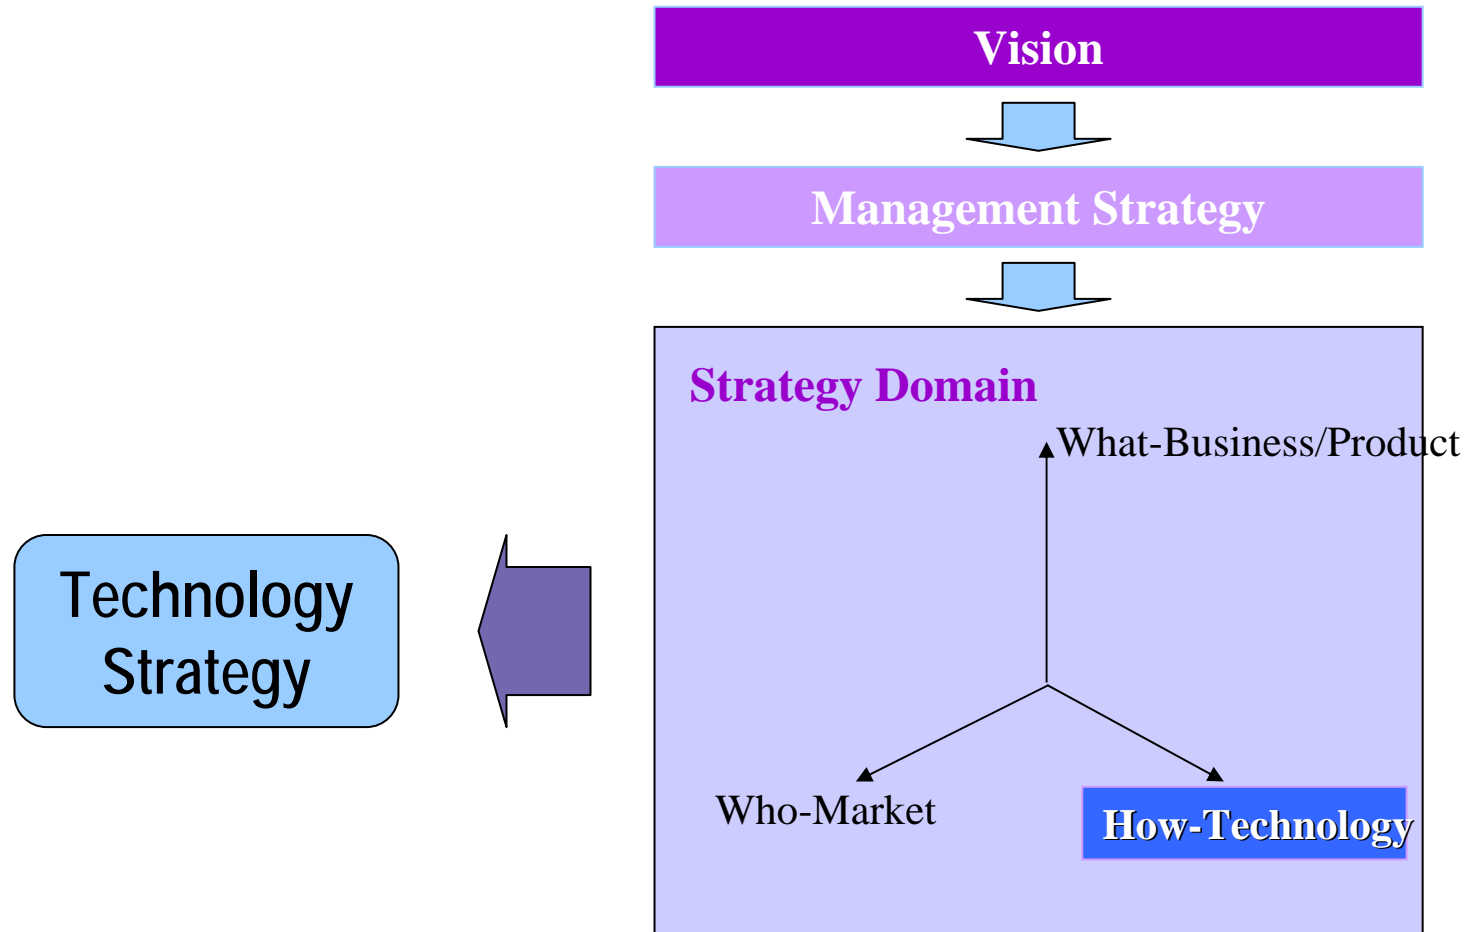 Vision
Management Strategy
Strategy Domain
What-Business/Product
Technology
Strategy
Who-Market
How-Technology